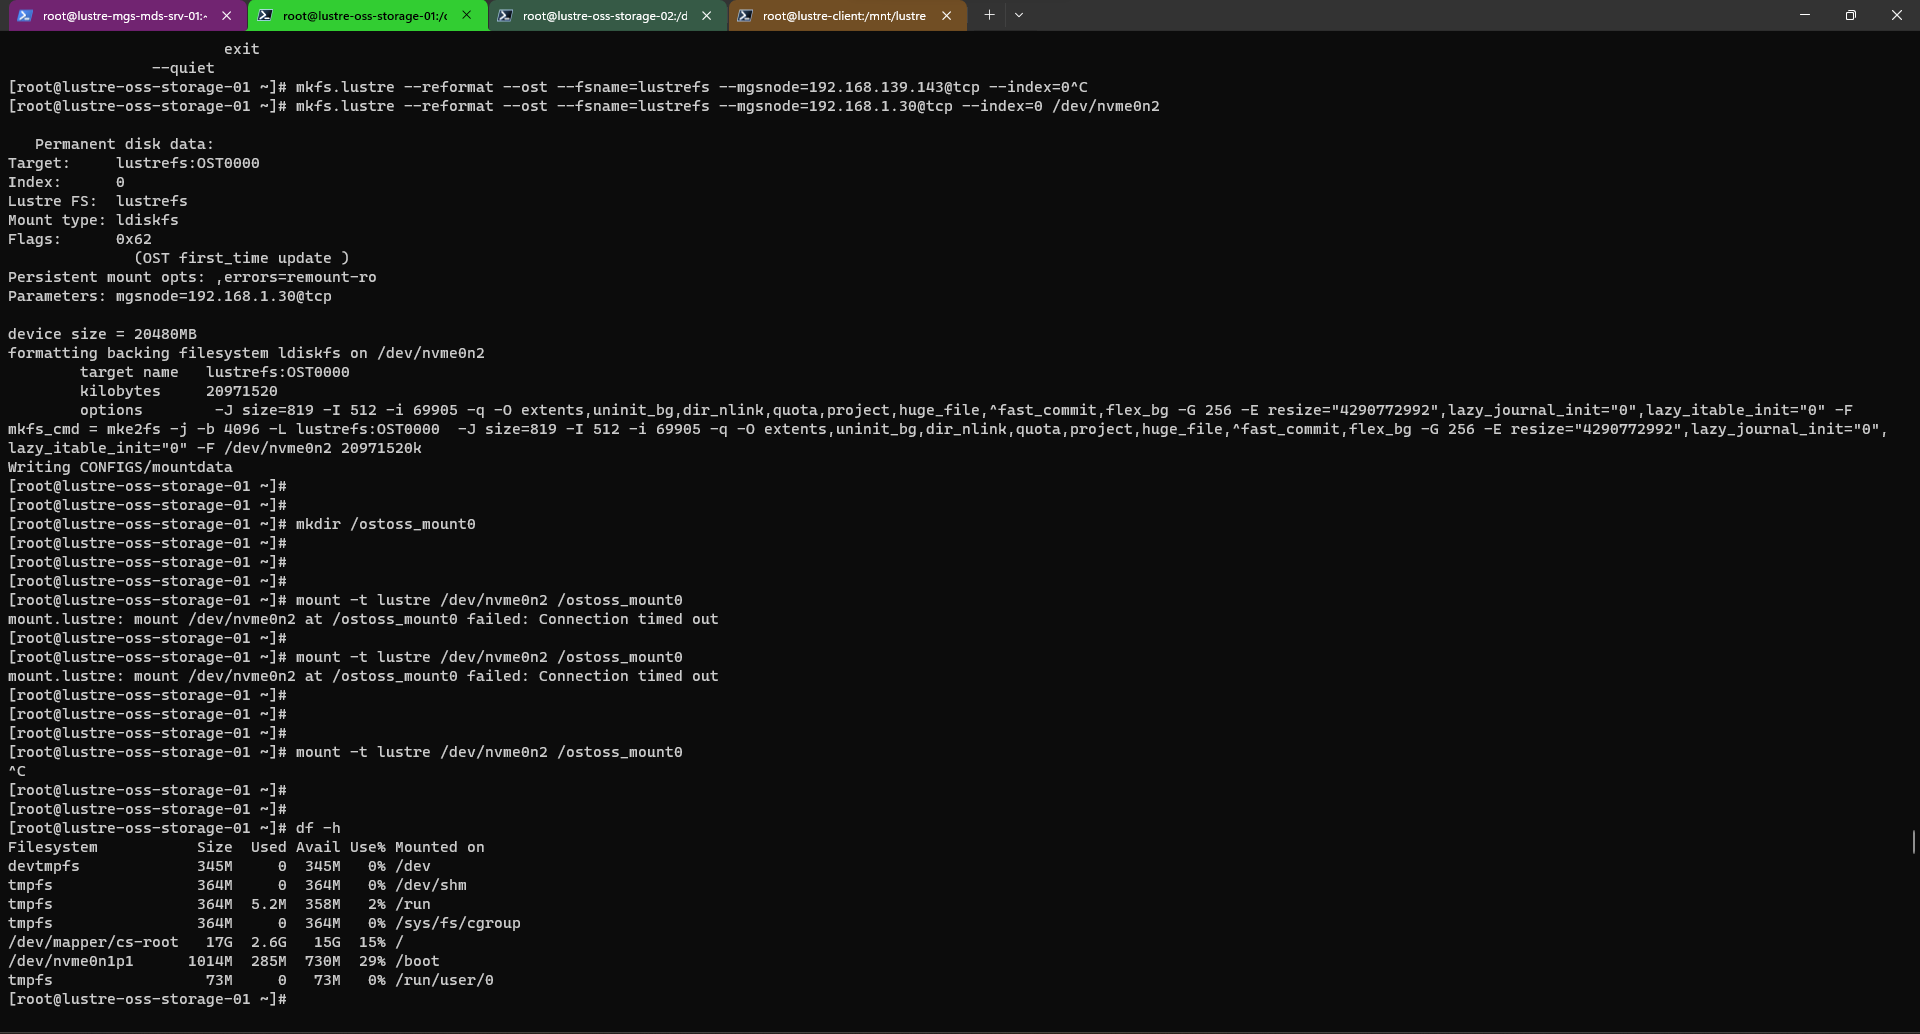 root@lustre-mgs-mds-srv-01:~
root@lustre-oss-storage-01:/c
root@lustre-oss-storage-02:/d
root@lustre-client:/mnt/lustre
exit
--quiet
[root@lustre-oss-storage-01 ~]# mkfs.lustre --reformat --ost --fsname=lustrefs --mgsnode=192.168.139.143@tcp --index=0^C
[root@lustre-oss-storage-01 ~]# mkfs.lustre --reformat --ost --fsname=lustrefs --mgsnode=192.168.1.30@tcp --index=0 /dev/nvme0n2
Permanent disk data:
Target:     lustrefs:OST0000
Index:      0
Lustre FS:  lustrefs
Mount type: ldiskfs
Flags:      0x62
(OST first_time update )
Persistent mount opts: ,errors=remount-ro
Parameters: mgsnode=192.168.1.30@tcp
device size = 20480MB
formatting backing filesystem ldiskfs on /dev/nvme0n2
target name   lustrefs:OST0000
kilobytes     20971520
options        -J size=819 -I 512 -i 69905 -q -O extents,uninit_bg,dir_nlink,quota,project,huge_file,^fast_commit,flex_bg -G 256 -E resize="4290772992",lazy_journal_init="0",lazy_itable_init="0" -F
mkfs_cmd = mke2fs -j -b 4096 -L lustrefs:OST0000  -J size=819 -I 512 -i 69905 -q -O extents,uninit_bg,dir_nlink,quota,project,huge_file,^fast_commit,flex_bg -G 256 -E resize="4290772992",lazy_journal_init="0",
lazy_itable_init="0" -F /dev/nvme0n2 20971520k
Writing CONFIGS/mountdata
[root@lustre-oss-storage-01 ~]#
[root@lustre-oss-storage-01 ~]#
[root@lustre-oss-storage-01 ~]# mkdir /ostoss_mount0
[root@lustre-oss-storage-01 ~]#
[root@lustre-oss-storage-01 ~]#
[root@lustre-oss-storage-01 ~]#
[root@lustre-oss-storage-01 ~]# mount -t lustre /dev/nvme0n2 /ostoss_mount0
mount.lustre: mount /dev/nvme0n2 at /ostoss_mount0 failed: Connection timed out
[root@lustre-oss-storage-01 ~]#
[root@lustre-oss-storage-01 ~]# mount -t lustre /dev/nvme0n2 /ostoss_mount0
mount.lustre: mount /dev/nvme0n2 at /ostoss_mount0 failed: Connection timed out
[root@lustre-oss-storage-01 ~]#
[root@lustre-oss-storage-01 ~]#
[root@lustre-oss-storage-01 ~]#
[root@lustre-oss-storage-01 ~]# mount -t lustre /dev/nvme0n2 /ostoss_mount0
^C
[root@lustre-oss-storage-01 ~]#
[root@lustre-oss-storage-01 ~]#
[root@lustre-oss-storage-01 ~]# df -h
Filesystem           Size  Used Avail Use% Mounted on
devtmpfs             345M     0  345M   0% /dev
tmpfs                364M     0  364M   0% /dev/shm
tmpfs                364M  5.2M  358M   2% /run
tmpfs                364M     0  364M   0% /sys/fs/cgroup
/dev/mapper/cs-root   17G  2.6G   15G  15% /
/dev/nvme0n1p1      1014M  285M  730M  29% /boot
tmpfs                 73M     0   73M   0% /run/user/0
[root@lustre-oss-storage-01 ~]#